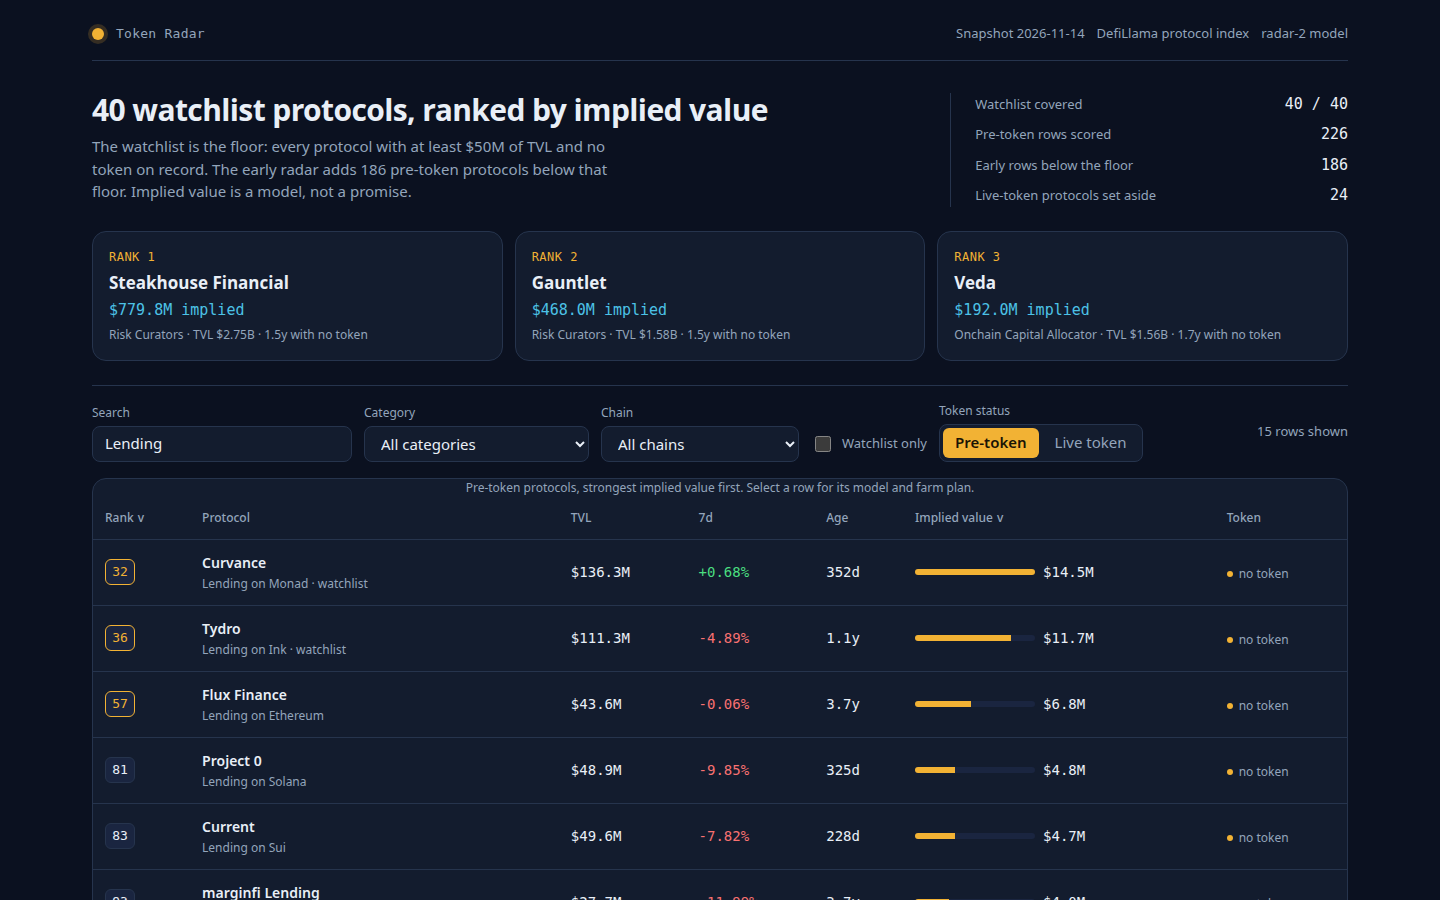 Token Radar
Snapshot 2026-11-14 DefiLlama protocol index radar-2 model
40 watchlist protocols, ranked by implied value
The watchlist is the floor: every protocol with at least $50M of TVL and no
token on record. The early radar adds 186 pre-token protocols below that
floor. Implied value is a model, not a promise.
Watchlist covered 40 / 40
Pre-token rows scored 226
Early rows below the floor 186
Live-token protocols set aside 24
RANK 1
Steakhouse Financial
$779.8M implied
Risk Curators · TVL $2.75B · 1.5y with no token
RANK 2
Gauntlet
$468.0M implied
Risk Curators · TVL $1.58B · 1.5y with no token
RANK 3
Veda
$192.0M implied
Onchain Capital Allocator · TVL $1.56B · 1.7y with no token
Search Category Chain Token status
Lending All categories All chains Watchlist only Pre-token Live token 15 rows shown
Pre-token protocols, strongest implied value first. Select a row for its model and farm plan.
Rank v Protocol TVL 7d Age Implied value v Token
32 Curvance $136.3M +0.68% 352d $14.5M no token
Lending on Monad · watchlist
36 Tydro $111.3M -4.89% 1.1y $11.7M no token
Lending on Ink · watchlist
57 Flux Finance $43.6M -0.06% 3.7y $6.8M no token
Lending on Ethereum
81 Project 0 $48.9M -9.85% 325d $4.8M no token
Lending on Solana
83 Current $49.6M -7.82% 228d $4.7M no token
Lending on Sui
marginfi Lending